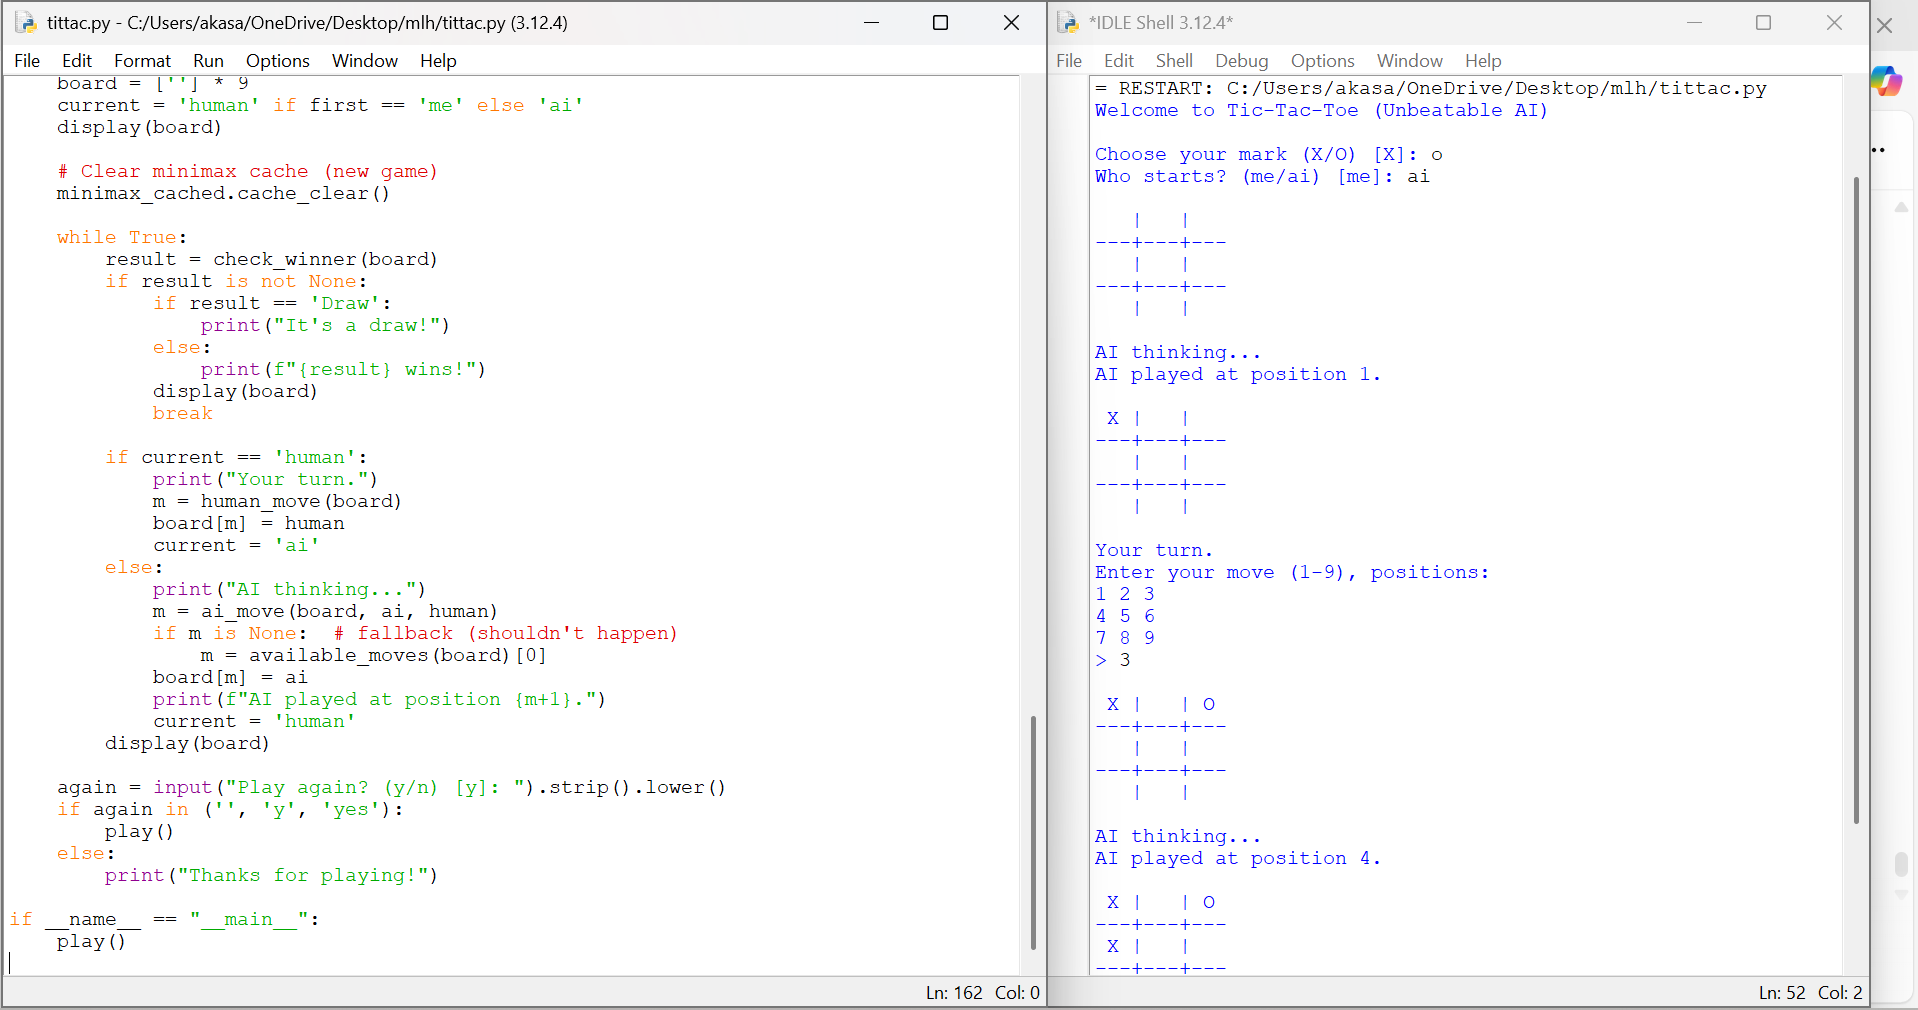 tittac.py - C:/Users/akasa/OneDrive/Desktop/mlh/tittac.py (3.12.4)
File Edit Format Run Options Window Help
    board = [''] * 9
    current = 'human' if first == 'me' else 'ai'
    display(board)

    # Clear minimax cache (new game)
    minimax_cached.cache_clear()

    while True:
        result = check_winner(board)
        if result is not None:
            if result == 'Draw':
                print("It's a draw!")
            else:
                print(f"{result} wins!")
            display(board)
            break

        if current == 'human':
            print("Your turn.")
            m = human_move(board)
            board[m] = human
            current = 'ai'
        else:
            print("AI thinking...")
            m = ai_move(board, ai, human)
            if m is None:  # fallback (shouldn't happen)
                m = available_moves(board)[0]
            board[m] = ai
            print(f"AI played at position {m+1}.")
            current = 'human'
        display(board)

    again = input("Play again? (y/n) [y]: ").strip().lower()
    if again in ('', 'y', 'yes'):
        play()
    else:
        print("Thanks for playing!")

if __name__ == "__main__":
    play()
Ln: 162 Col: 0
*IDLE Shell 3.12.4*
File Edit Shell Debug Options Window Help
= RESTART: C:/Users/akasa/OneDrive/Desktop/mlh/tittac.py
Welcome to Tic-Tac-Toe (Unbeatable AI)

Choose your mark (X/O) [X]: o
Who starts? (me/ai) [me]: ai

   |   |
---+---+---
   |   |
---+---+---
   |   |

AI thinking...
AI played at position 1.

 X |   |
---+---+---
   |   |
---+---+---
   |   |

Your turn.
Enter your move (1-9), positions:
1 2 3
4 5 6
7 8 9
> 3

 X |   | O
---+---+---
   |   |
---+---+---
   |   |

AI thinking...
AI played at position 4.

 X |   | O
---+---+---
 X |   |
---+---+---
Ln: 52 Col: 2